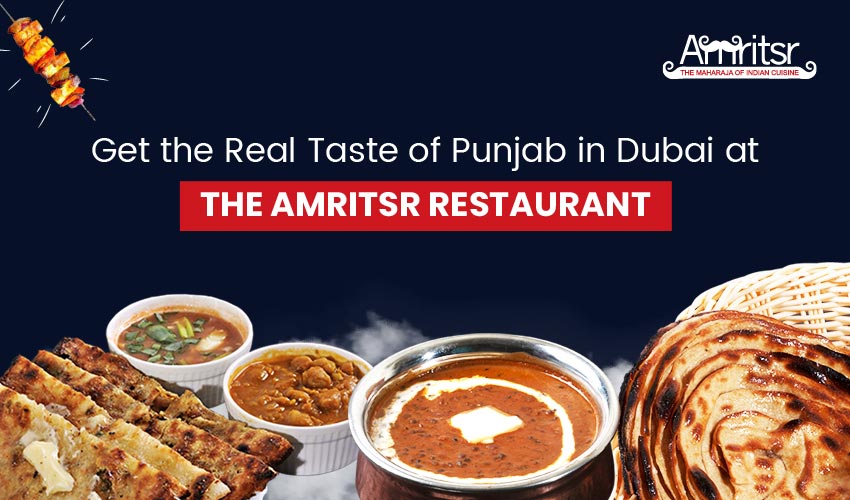 Amritsr
THE MAHARAJA OF INDIAN CUISINE
Get the Real Taste of Punjab in Dubai at
THE AMRITSR RESTAURANT